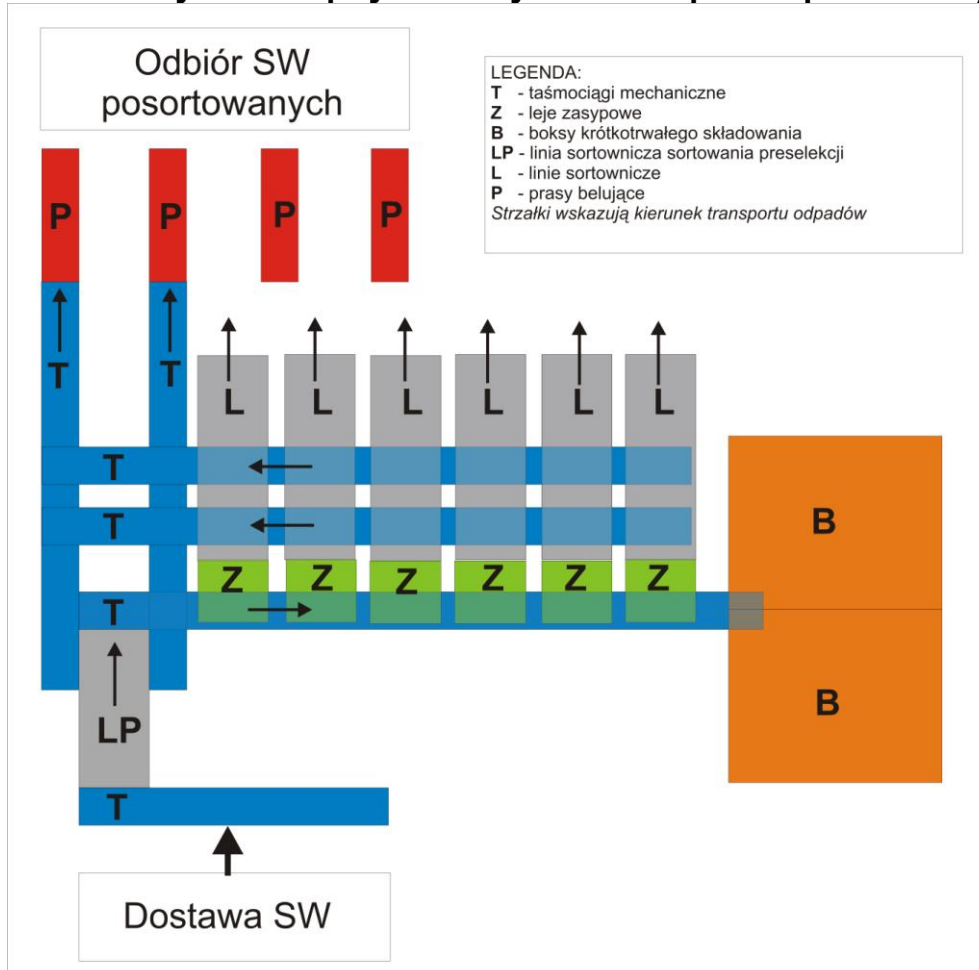 Odbiór SW
posortowanych
LEGENDA:
T - taśmociągi mechaniczne
Z - leje zasypowe
B - boksy krótkotrwałego składowania
LP - linia sortownicza sortowania preselekcji
L - linie sortownicze
P - prasy belujące
Strzałki wskazują kierunek transportu odpadów
P P P P
T T
L L L L L L
T
T
B
Z Z Z Z Z Z
T
B
LP
T
Dostawa SW